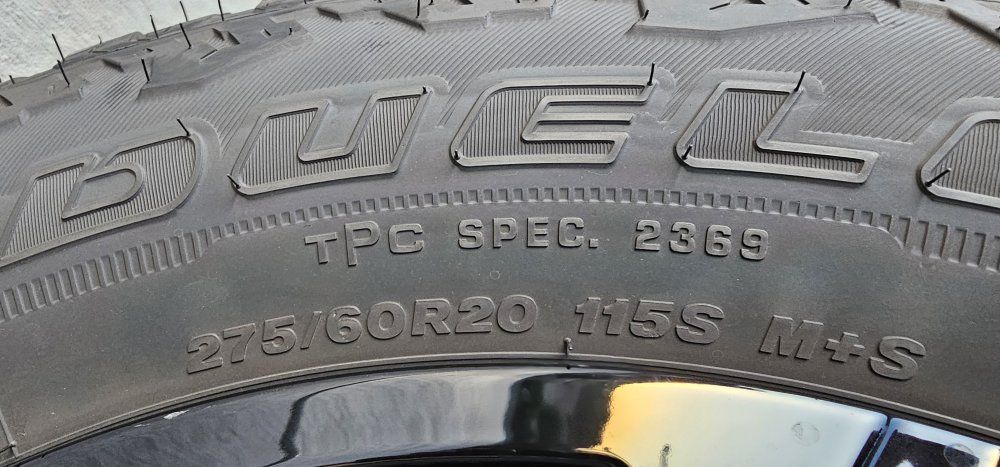 DUEL
TPC SPEC. 2369
275/60R20 115S M+S